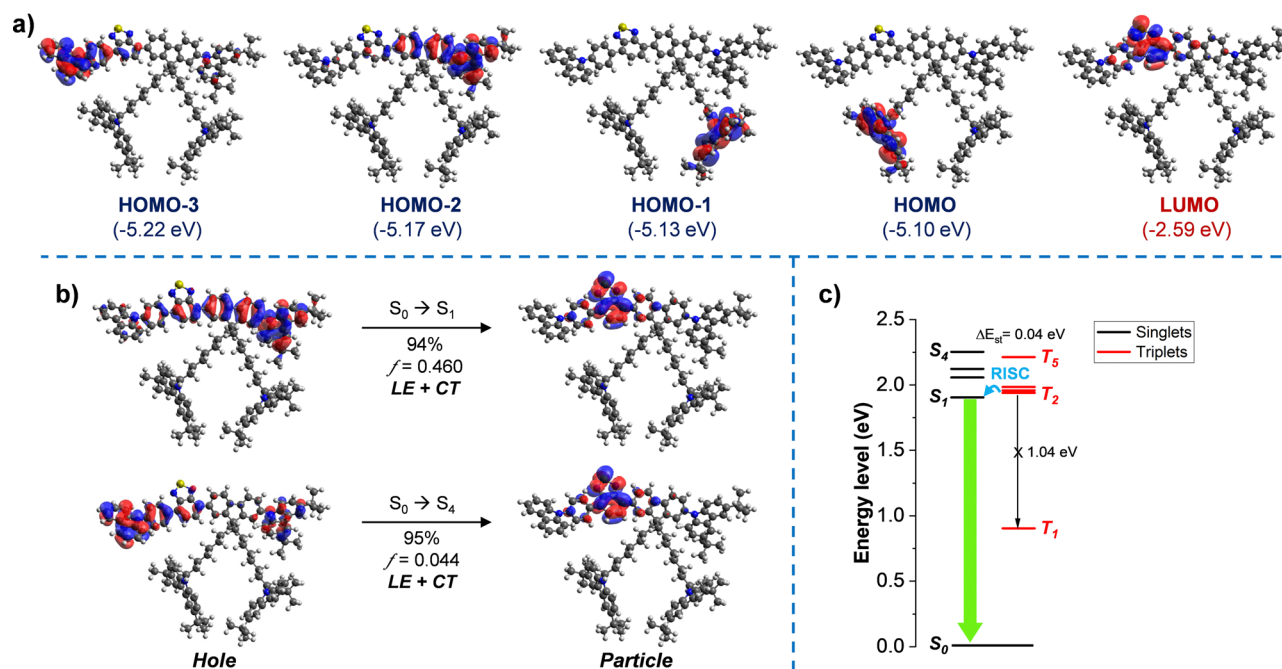 a)
HOMO-3
(-5.22 eV)
HOMO-2
(-5.17 eV)
HOMO-1
(-5.13 eV)
HOMO
(-5.10 eV)
LUMO
(-2.59 eV)
b)
S0 → S1
94%
f = 0.460
LE + CT
S0 → S4
95%
f = 0.044
LE + CT
Hole
Particle
c)
Energy level (eV)
2.5
2.0
1.5
1.0
0.5
0.0
ΔEst= 0.04 eV
Singlets
Triplets
S4
T5
RISC
S1
T2
X 1.04 eV
T1
S0